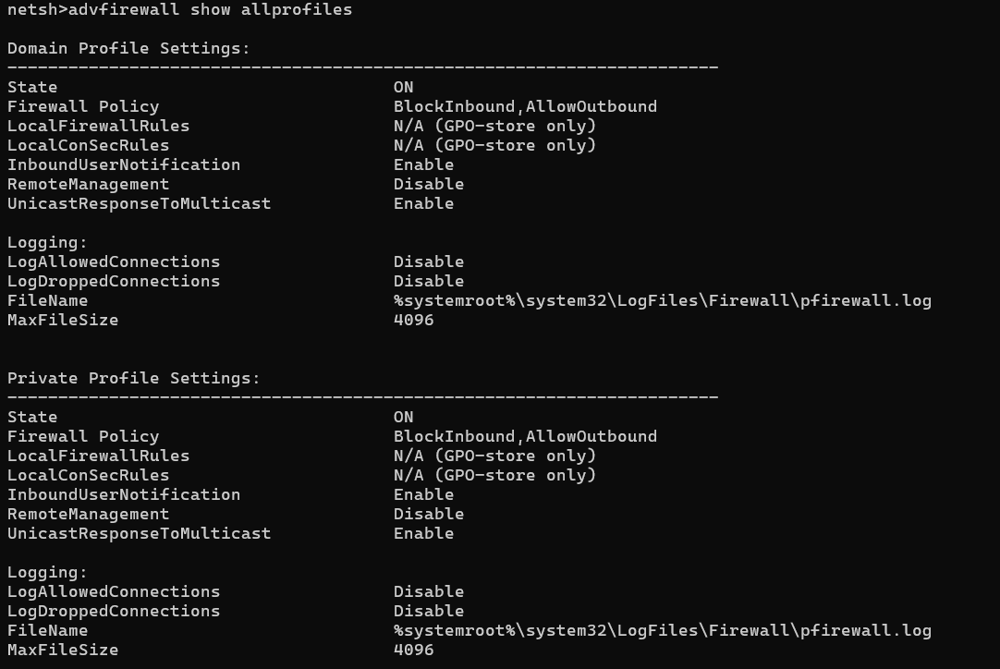 netsh>advfirewall show allprofiles
Domain Profile Settings:
----------------------------------------------------------------------
State                                 ON
Firewall Policy                       BlockInbound,AllowOutbound
LocalFirewallRules                    N/A (GPO-store only)
LocalConSecRules                      N/A (GPO-store only)
InboundUserNotification               Enable
RemoteManagement                      Disable
UnicastResponseToMulticast            Enable
Logging:
LogAllowedConnections                 Disable
LogDroppedConnections                 Disable
FileName                              %systemroot%\system32\LogFiles\Firewall\pfirewall.log
MaxFileSize                           4096
Private Profile Settings:
----------------------------------------------------------------------
State                                 ON
Firewall Policy                       BlockInbound,AllowOutbound
LocalFirewallRules                    N/A (GPO-store only)
LocalConSecRules                      N/A (GPO-store only)
InboundUserNotification               Enable
RemoteManagement                      Disable
UnicastResponseToMulticast            Enable
Logging:
LogAllowedConnections                 Disable
LogDroppedConnections                 Disable
FileName                              %systemroot%\system32\LogFiles\Firewall\pfirewall.log
MaxFileSize                           4096